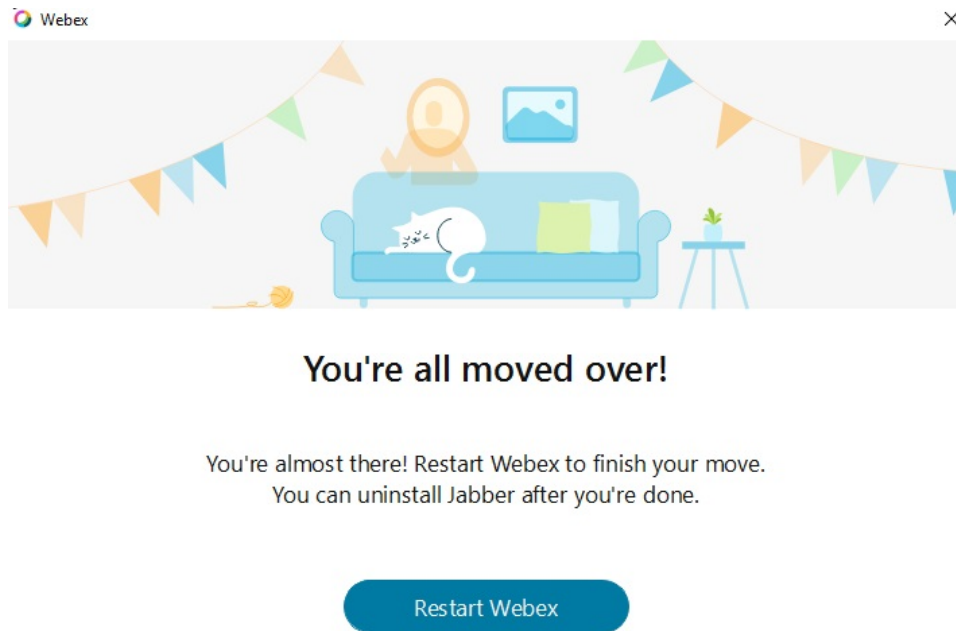 Webex
You're all moved over!
You're almost there! Restart Webex to finish your move.
You can uninstall Jabber after you're done.
Restart Webex